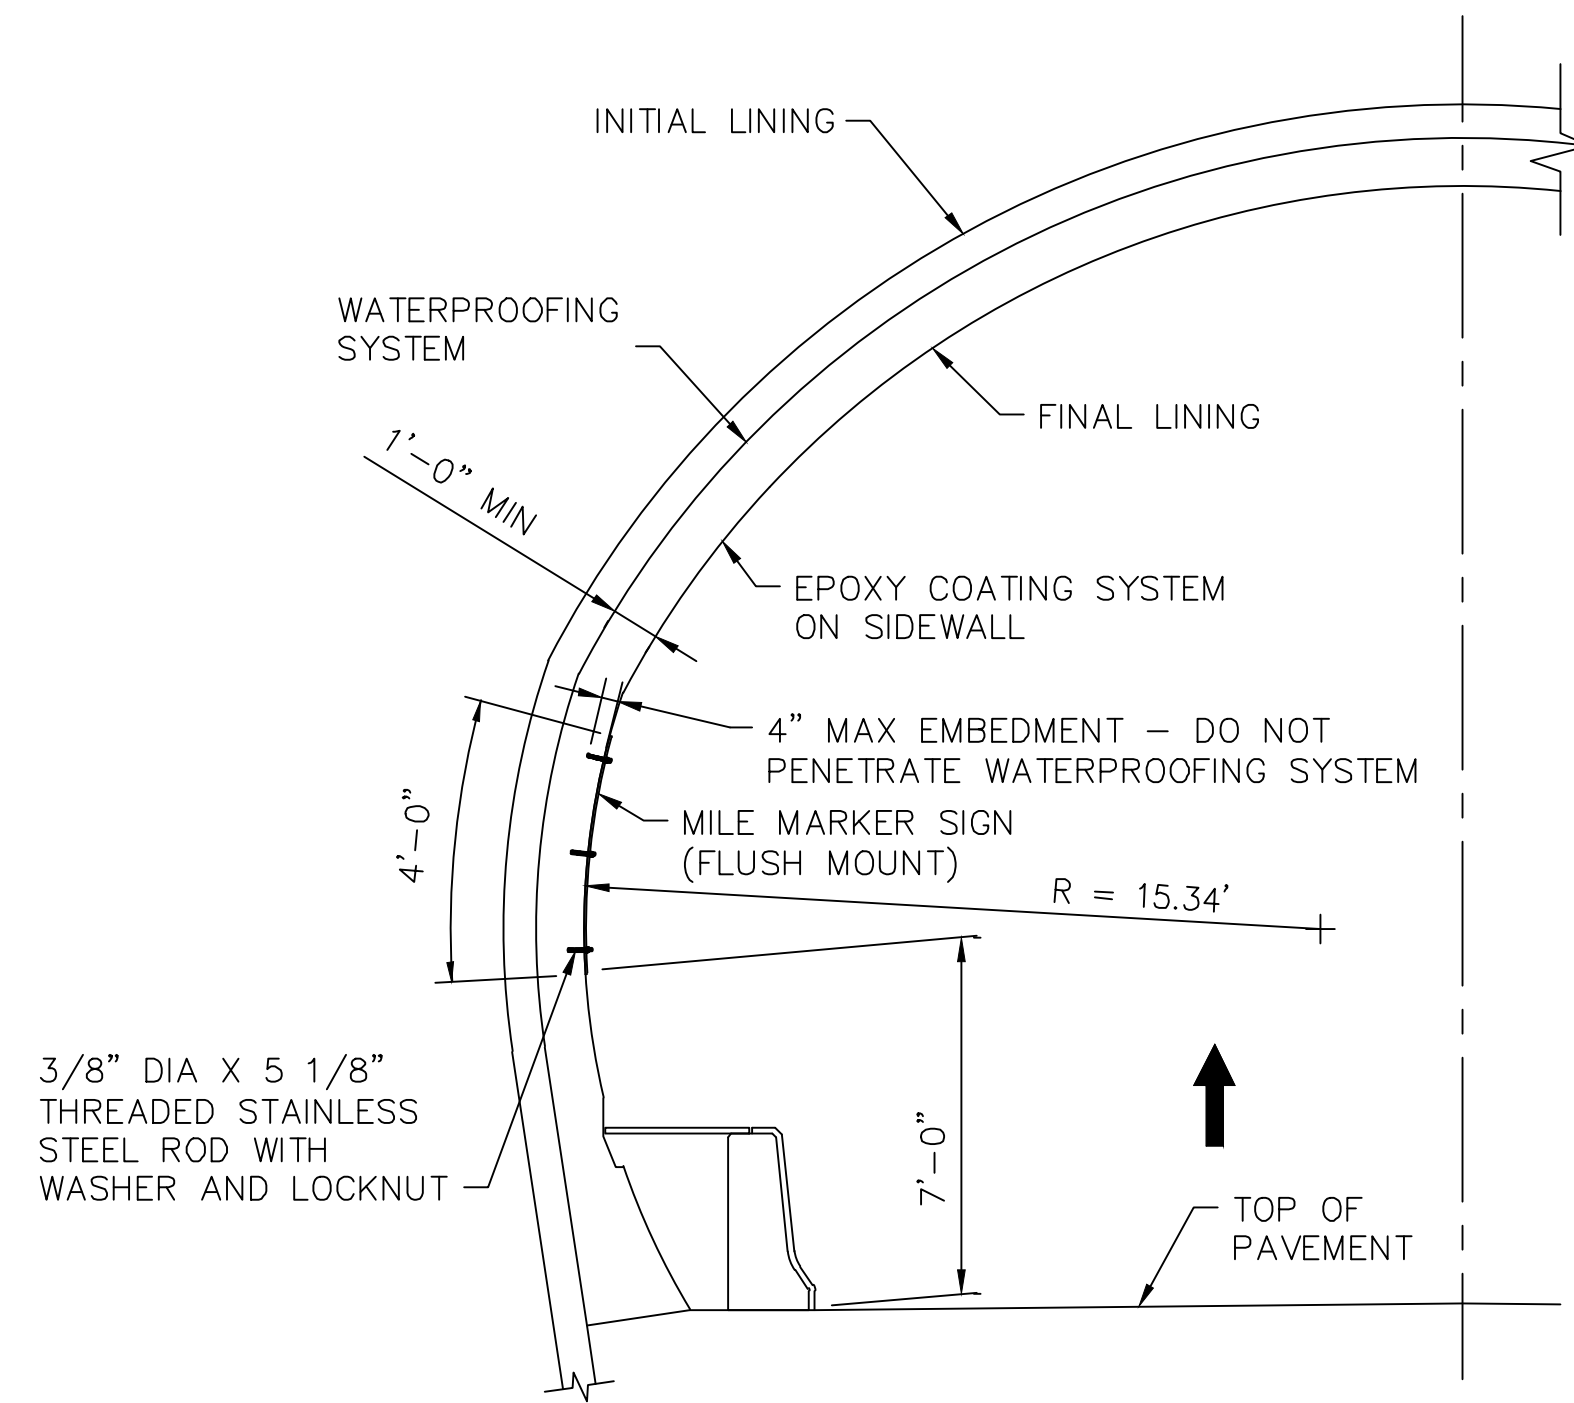 INITIAL LINING
WATERPROOFING
SYSTEM
FINAL LINING
1'-0" MIN
EPOXY COATING SYSTEM
ON SIDEWALL
4" MAX EMBEDMENT – DO NOT
PENETRATE WATERPROOFING SYSTEM
4'-0"
MILE MARKER SIGN
(FLUSH MOUNT)
R = 15.34'
3/8" DIA X 5 1/8"
THREADED STAINLESS
STEEL ROD WITH
WASHER AND LOCKNUT
7'-0"
TOP OF
PAVEMENT